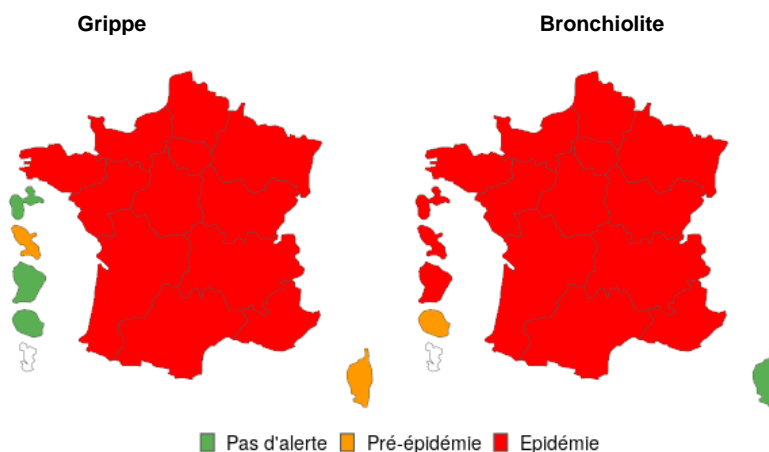 Grippe
Bronchiolite
Pas d'alerte
Pré-épidémie
Epidémie